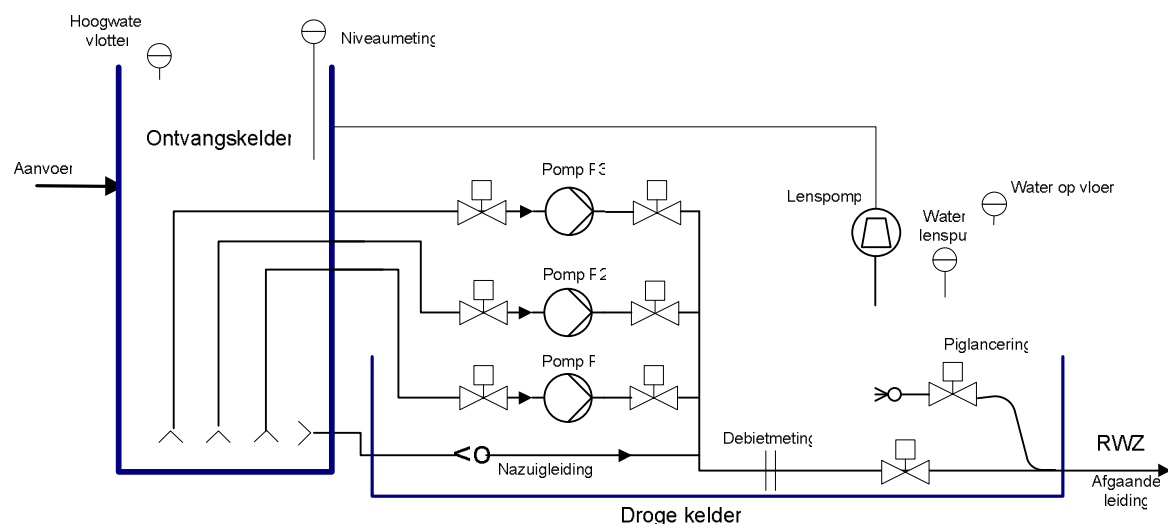 Hoogwate
vlotter
Niveaumeting
Ontvangskelder
Aanvoer
Pomp P3
Lenspomp
Water op vloer
Water
lenspu
Pomp P2
Pomp P
Piglancering
Debietmeting
RWZ
Nazuigleiding
Afgaande
leiding
Droge kelder